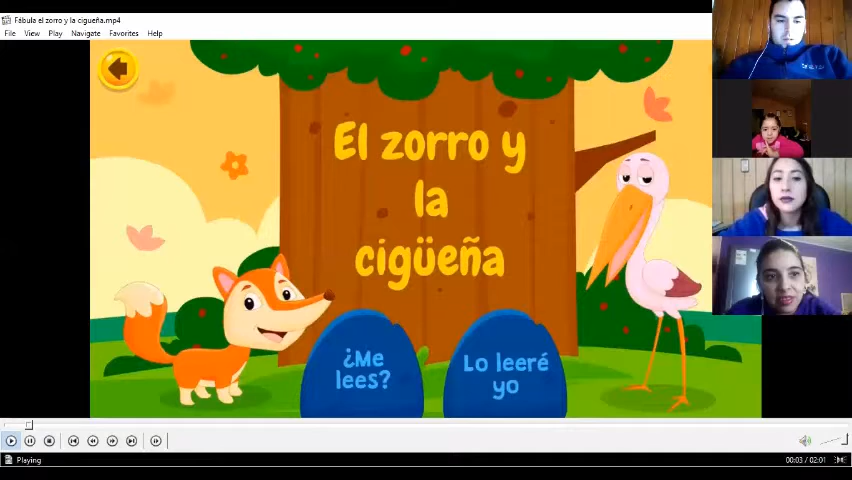 Fábula el zorro y la cigueña.mp4
File View Play Navigate Favorites Help
El zorro y
la
cigüeña
¿Me
lees?
Lo leeré
yo
Playing
00:03 / 02:01